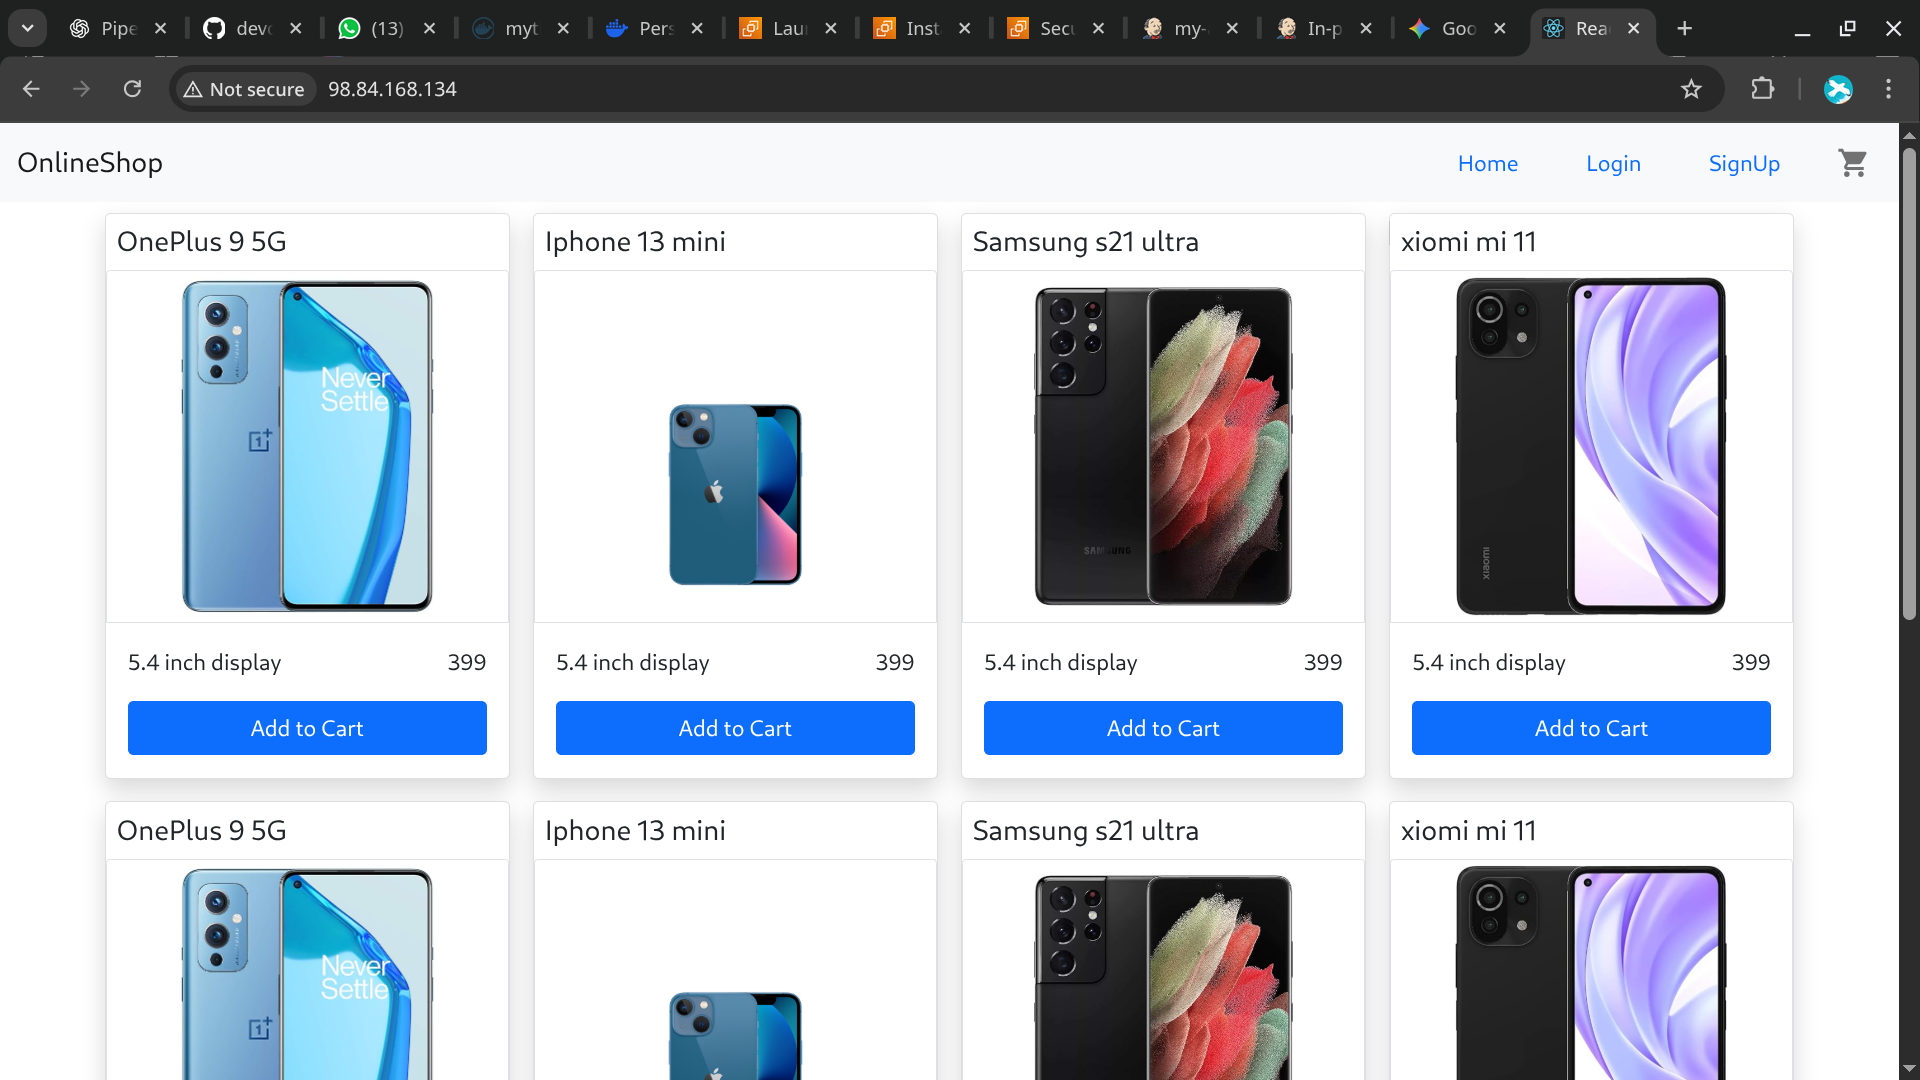 Pipe devo (13) myt Pers Laun Inst Secu my- In-p Goo Rea
Not secure 98.84.168.134
OnlineShop Home Login SignUp
OnePlus 9 5G Iphone 13 mini Samsung s21 ultra xiomi mi 11
Never
Settle
SAMSUNG
xiaomi
5.4 inch display 399 5.4 inch display 399 5.4 inch display 399 5.4 inch display 399
Add to Cart Add to Cart Add to Cart Add to Cart
OnePlus 9 5G Iphone 13 mini Samsung s21 ultra xiomi mi 11
Never
Settle